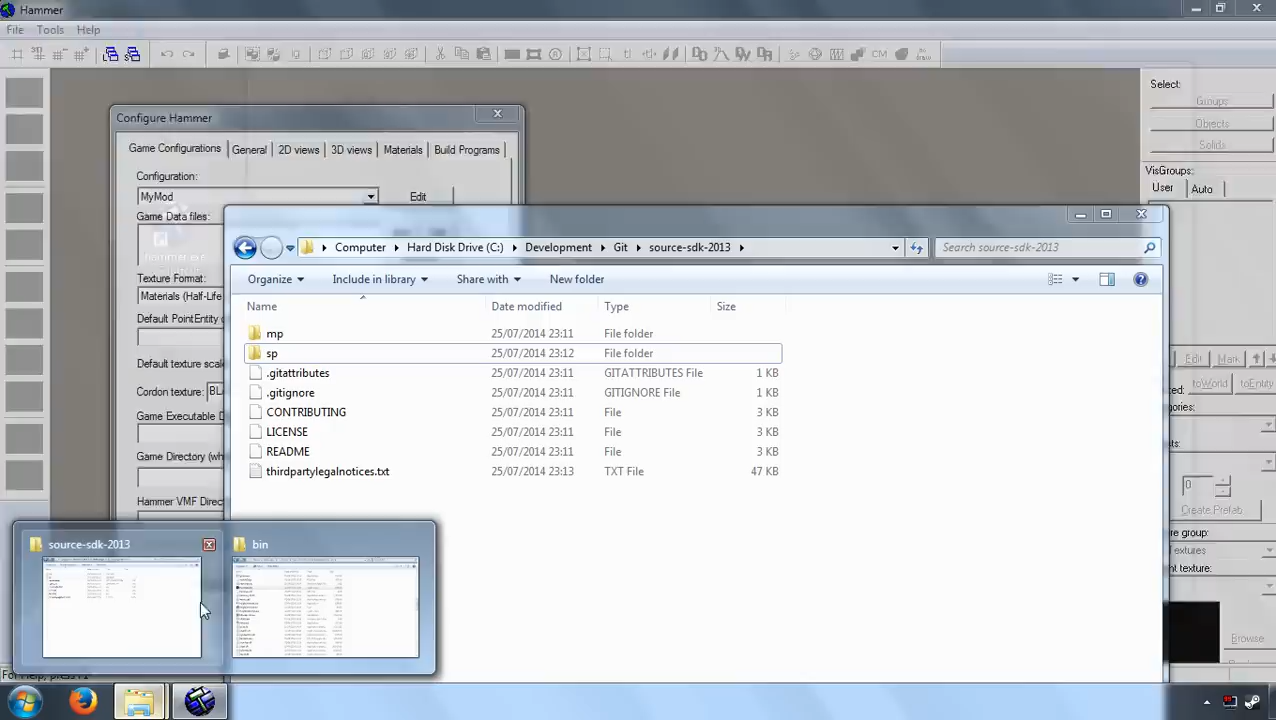 Hammer
File Tools Help
CM
Configure Hammer
Game Configurations General 2D views 3D views Materials Build Programs
Configuration:
MyMod Edit
Game Data files:
Texture Format:
Materials (Half-Life
Default PointEntity
Default texture scal
Cordon texture: BL
Game Executable D
Game Directory (wh
Hammer VMF Direc
Computer Hard Disk Drive (C:) Development Git source-sdk-2013
Search source-sdk-2013
Organize Include in library Share with New folder
Name Date modified Type Size
mp 25/07/2014 23:11 File folder
sp 25/07/2014 23:12 File folder
.gitattributes 25/07/2014 23:11 GITATTRIBUTES File 1 KB
.gitignore 25/07/2014 23:11 GITIGNORE File 1 KB
CONTRIBUTING 25/07/2014 23:11 File 3 KB
LICENSE 25/07/2014 23:11 File 3 KB
README 25/07/2014 23:11 File 3 KB
thirdpartylegalnotices.txt 25/07/2014 23:13 TXT File 47 KB
Select:
Groups
Objects
Solids
VisGroups:
User Auto
Edit Mark
toWorld toEntity
0
Create Prefab
Browse
source-sdk-2013 bin